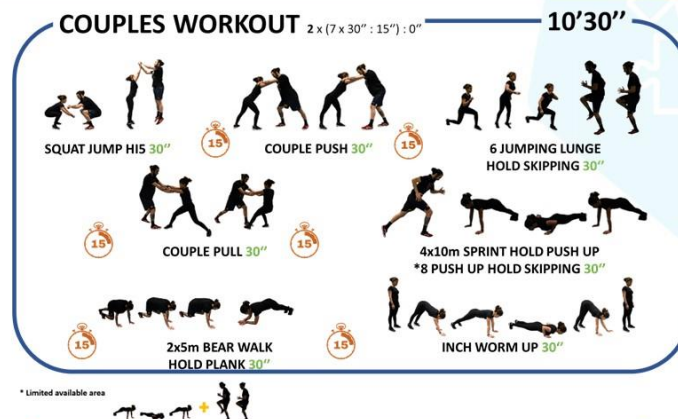 COUPLES WORKOUT 2 x (7 x 30’’ : 15’’) : 0’’
10’30’’
SQUAT JUMP HI5 30’’
15’’
COUPLE PUSH 30’’
15’’
6 JUMPING LUNGE
HOLD SKIPPING 30’’
15’’
COUPLE PULL 30’’
15’’
4x10m SPRINT HOLD PUSH UP
*8 PUSH UP HOLD SKIPPING 30’’
15’’
2x5m BEAR WALK
HOLD PLANK 30’’
15’’
INCH WORM UP 30’’
* Limited available area
+